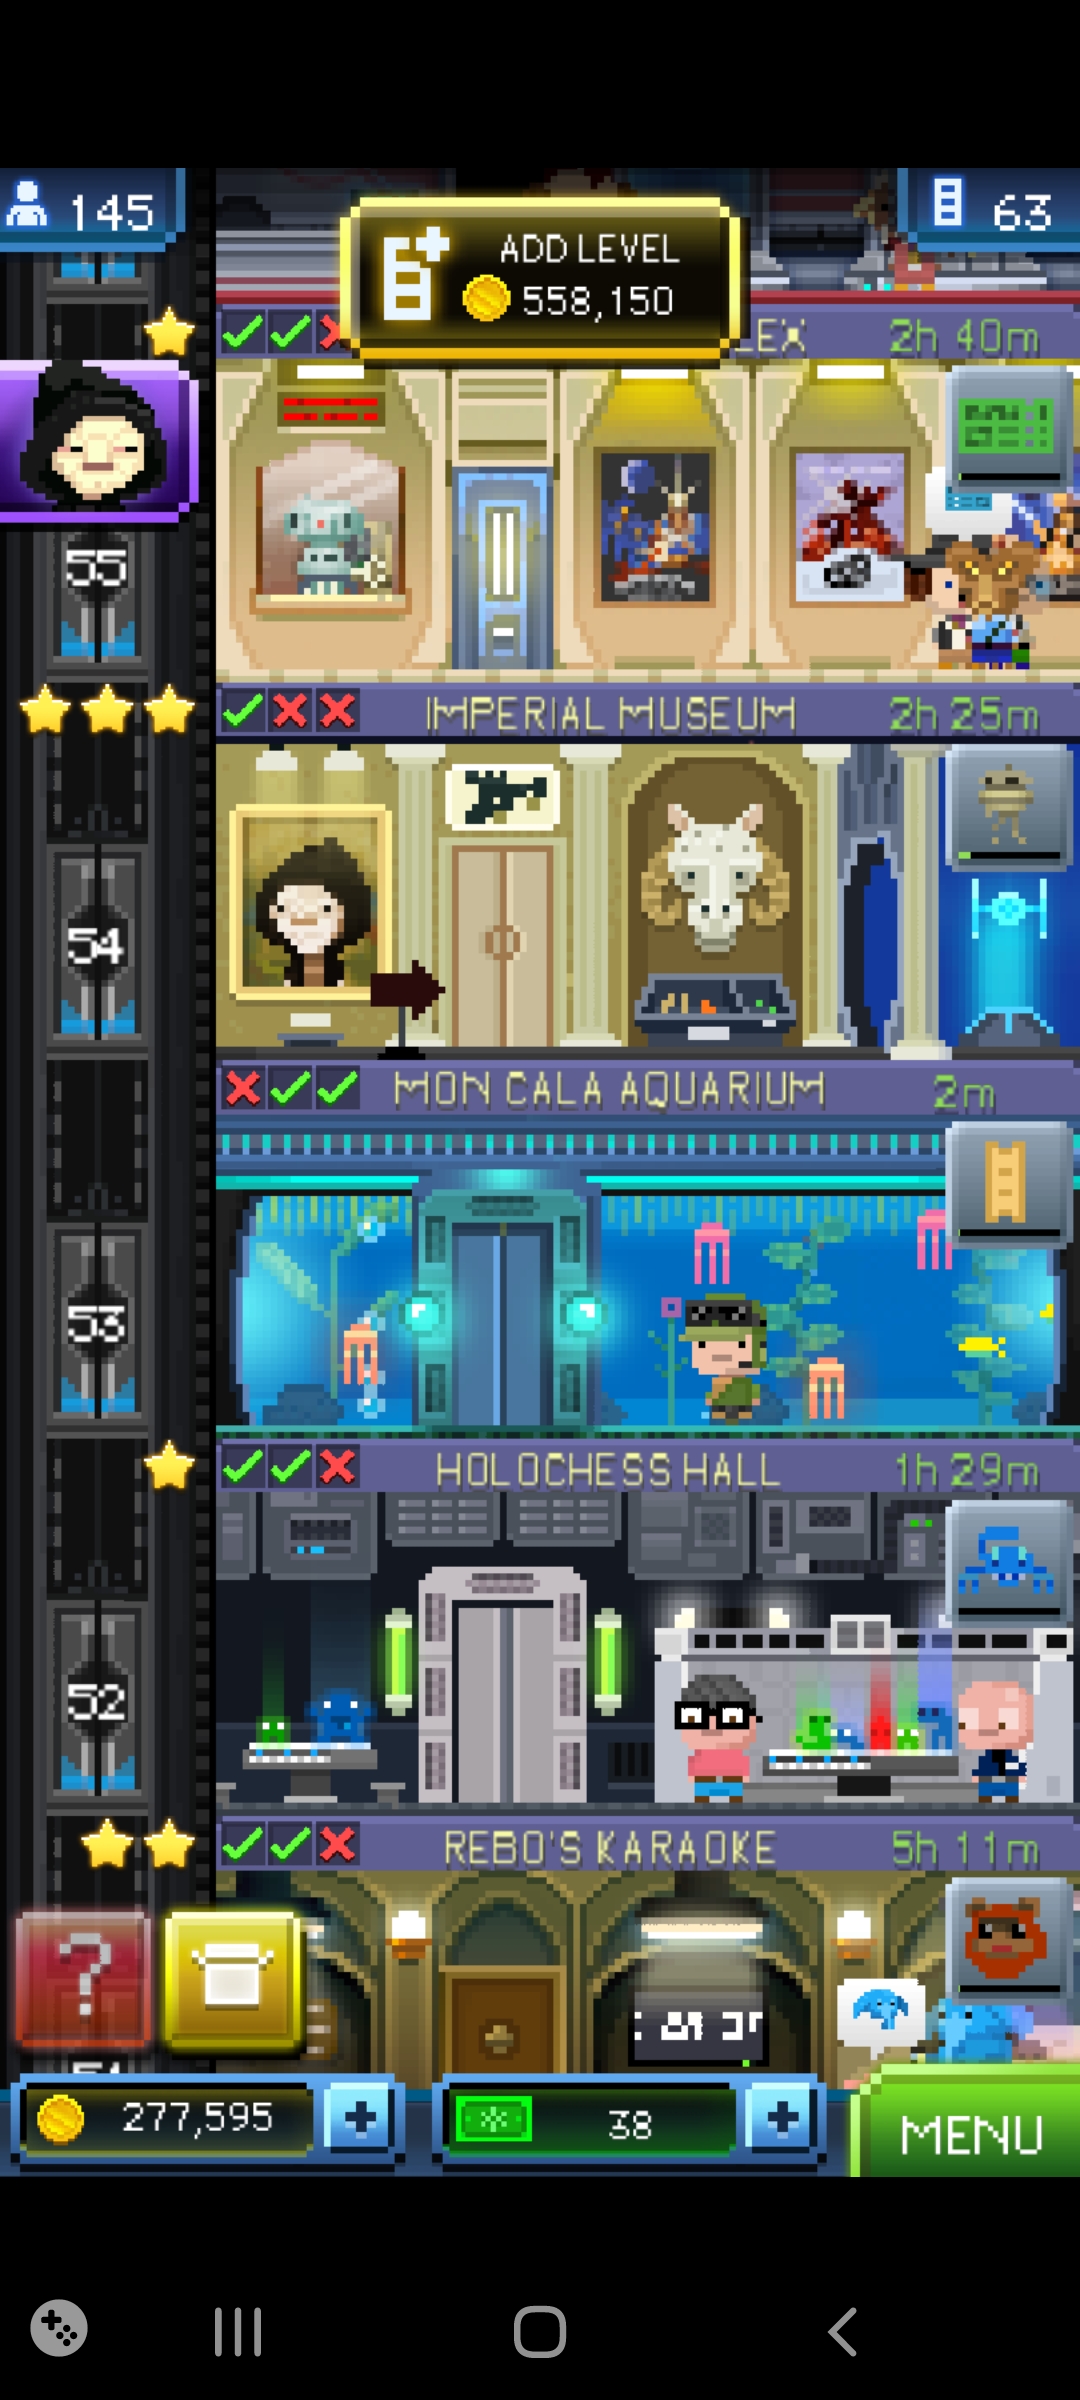 145
ADD LEVEL
558,150
63
LEX
2h 40m
55
IMPERIAL MUSEUM
2h 25m
54
MON CALA AQUARIUM
2m
53
HOLOCHESS HALL
1h 29m
52
REBO'S KARAOKE
5h 11m
?
277,595
+
38
+
MENU